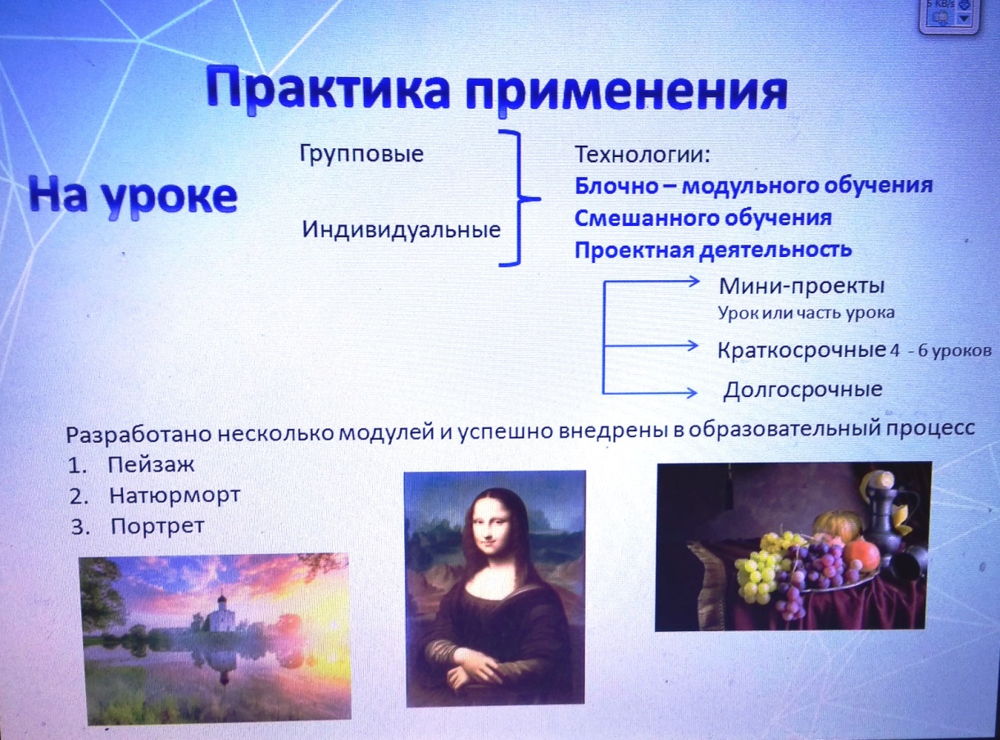 5 KB/s
Практика применения
На уроке
Групповые
Индивидуальные
Технологии:
Блочно – модульного обучения
Смешанного обучения
Проектная деятельность
Мини-проекты
Урок или часть урока
Краткосрочные 4 - 6 уроков
Долгосрочные
Разработано несколько модулей и успешно внедрены в образовательный процесс
1. Пейзаж
2. Натюрморт
3. Портрет